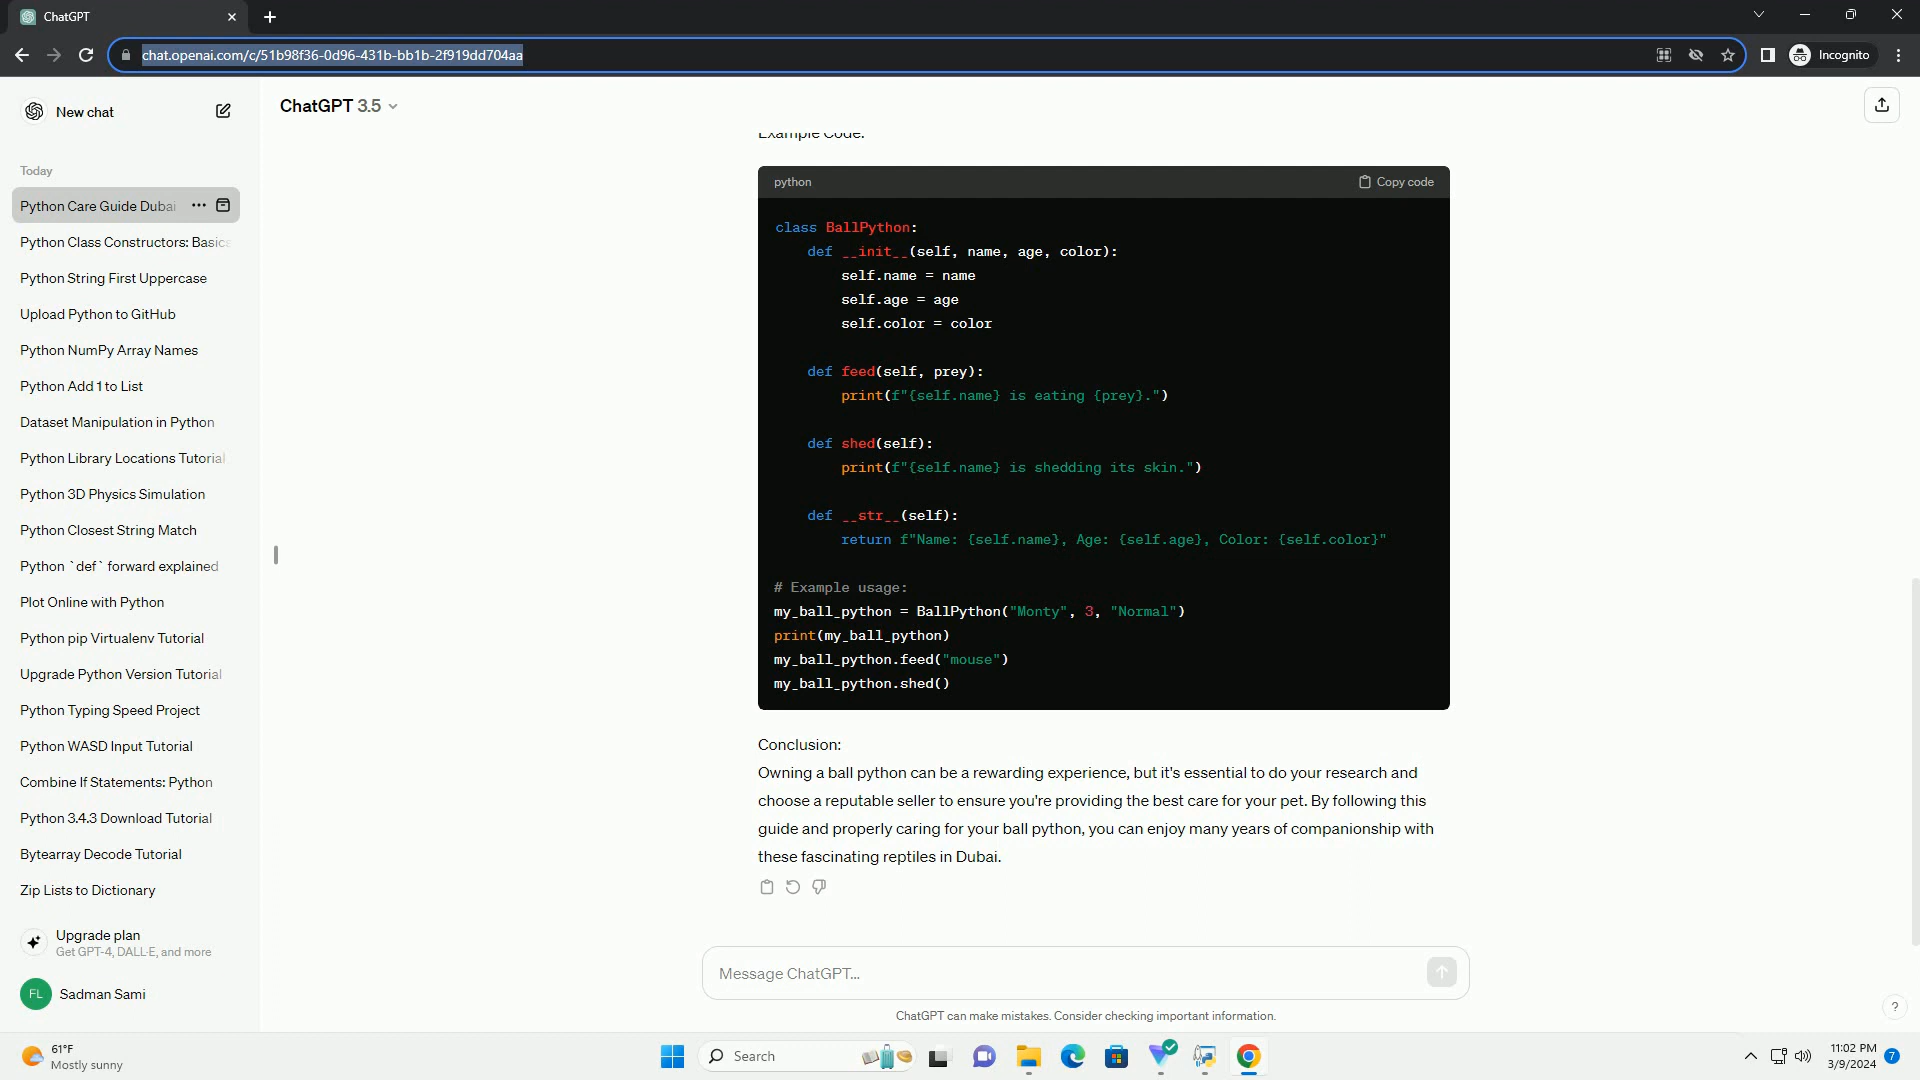 ChatGPT
chat.openai.com/c/51b98f36-0d96-431b-bb1b-2f919dd704aa
Incognito
New chat
Today
Python Care Guide Dubai
Python Class Constructors: Basics
Python String First Uppercase
Upload Python to GitHub
Python NumPy Array Names
Python Add 1 to List
Dataset Manipulation in Python
Python Library Locations Tutorial
Python 3D Physics Simulation
Python Closest String Match
Python `def` forward explained
Plot Online with Python
Python pip Virtualenv Tutorial
Upgrade Python Version Tutorial
Python Typing Speed Project
Python WASD Input Tutorial
Combine If Statements: Python
Python 3.4.3 Download Tutorial
Bytearray Decode Tutorial
Zip Lists to Dictionary
Upgrade plan
Get GPT-4, DALL·E, and more
FL
Sadman Sami
ChatGPT 3.5
Example Code:
python
Copy code
class BallPython:
    def __init__(self, name, age, color):
        self.name = name
        self.age = age
        self.color = color
    def feed(self, prey):
        print(f"{self.name} is eating {prey}.")
    def shed(self):
        print(f"{self.name} is shedding its skin.")
    def __str__(self):
        return f"Name: {self.name}, Age: {self.age}, Color: {self.color}"
# Example usage:
my_ball_python = BallPython("Monty", 3, "Normal")
print(my_ball_python)
my_ball_python.feed("mouse")
my_ball_python.shed()
Conclusion:
Owning a ball python can be a rewarding experience, but it's essential to do your research and
choose a reputable seller to ensure you're providing the best care for your pet. By following this
guide and properly caring for your ball python, you can enjoy many years of companionship with
these fascinating reptiles in Dubai.
Message ChatGPT...
ChatGPT can make mistakes. Consider checking important information.
?
61°F
Mostly sunny
Search
11:02 PM
3/9/2024
7